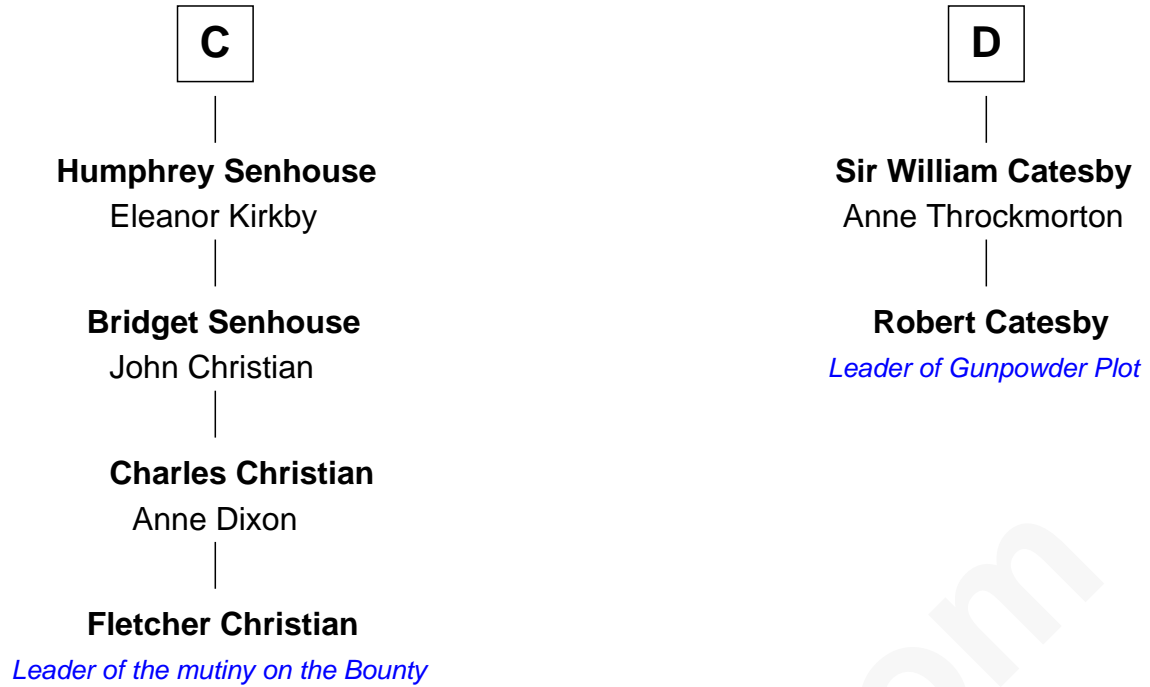 C
Humphrey Senhouse
Eleanor Kirkby
Bridget Senhouse
John Christian
Charles Christian
Anne Dixon
Fletcher Christian
Leader of the mutiny on the Bounty
D
Sir William Catesby
Anne Throckmorton
Robert Catesby
Leader of Gunpowder Plot
om